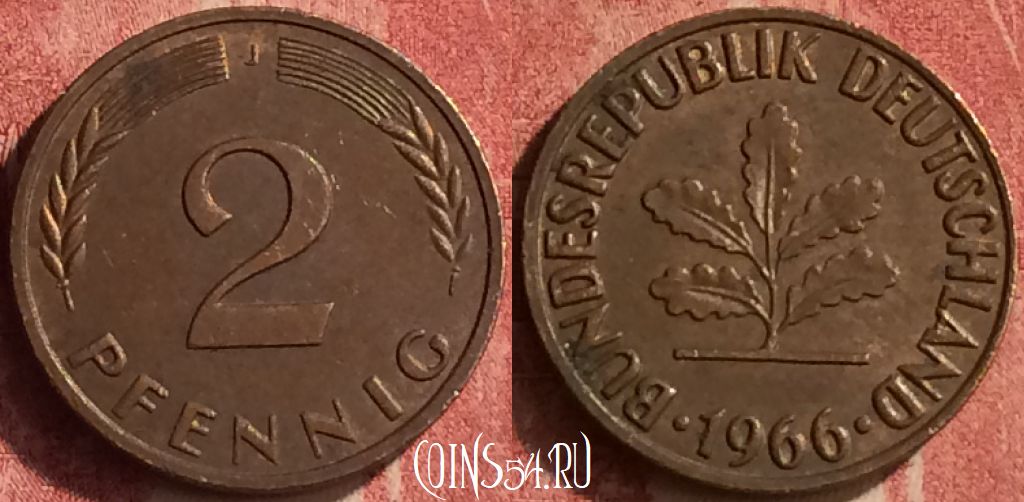 J
2
PFENNIG
BUNDESREPUBLIK DEUTSCHLAND
·1966·
COINS54.RU